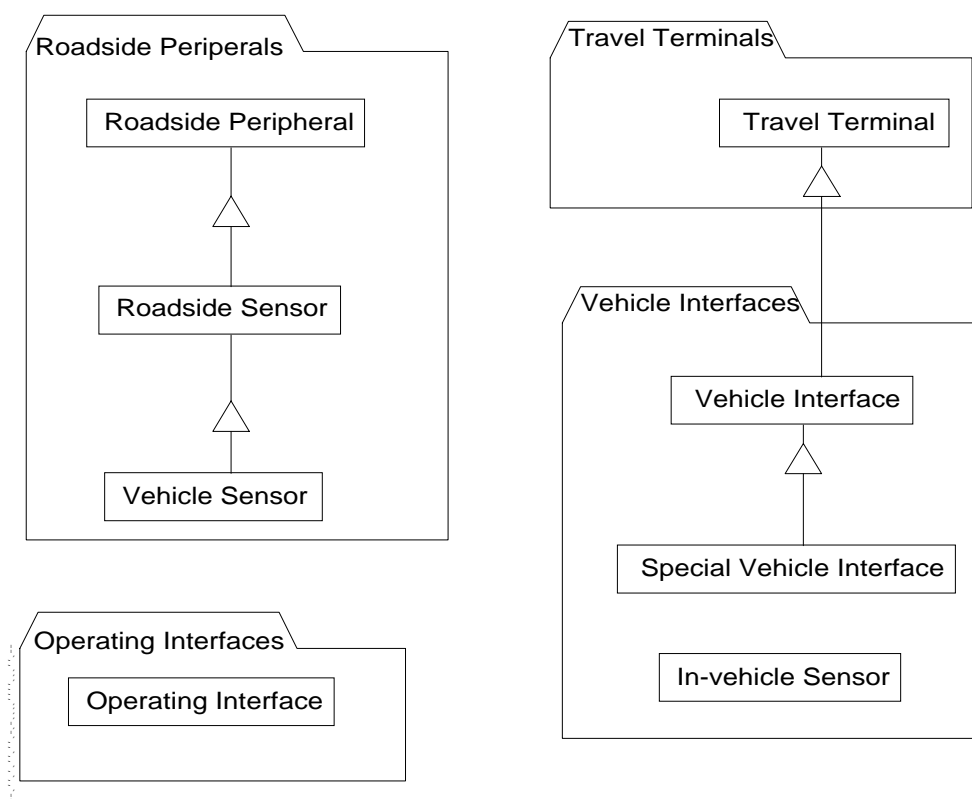 Roadside Periperals
Roadside Peripheral
Roadside Sensor
Vehicle Sensor
Operating Interfaces
Operating Interface
Travel Terminals
Travel Terminal
Vehicle Interfaces
Vehicle Interface
Special Vehicle Interface
In-vehicle Sensor